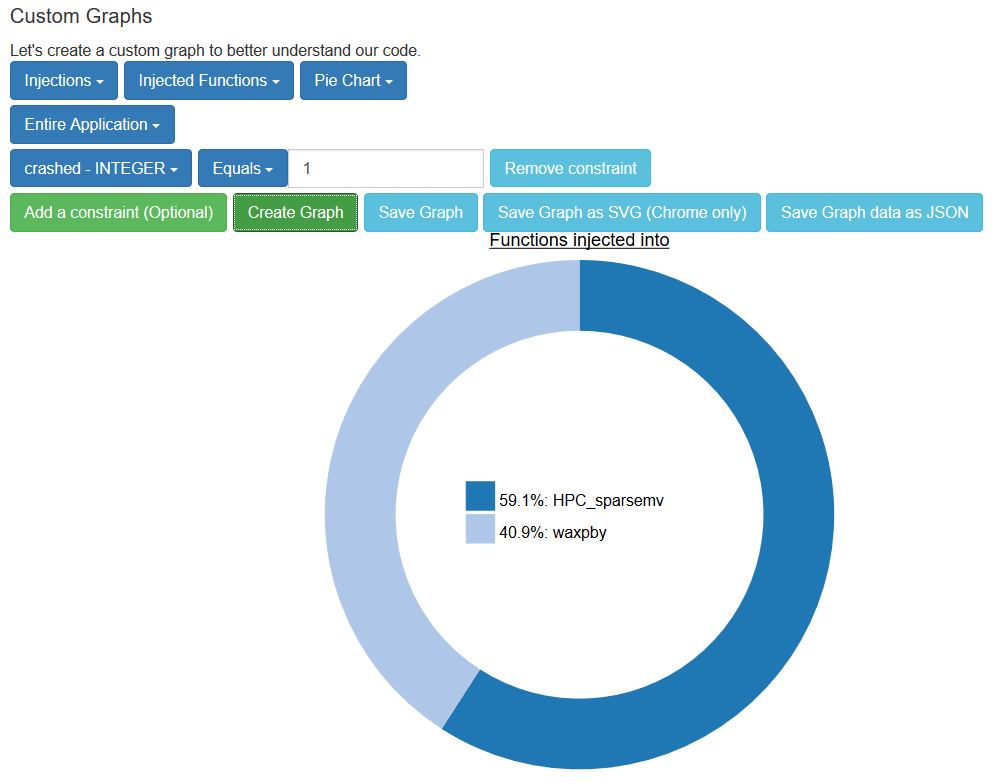 Custom Graphs
Let's create a custom graph to better understand our code.
Injections Injected Functions Pie Chart
Entire Application
crashed - INTEGER Equals 1 Remove constraint
Add a constraint (Optional) Create Graph Save Graph Save Graph as SVG (Chrome only) Save Graph data as JSON
Functions injected into
59.1%: HPC_sparsemv
40.9%: waxpby